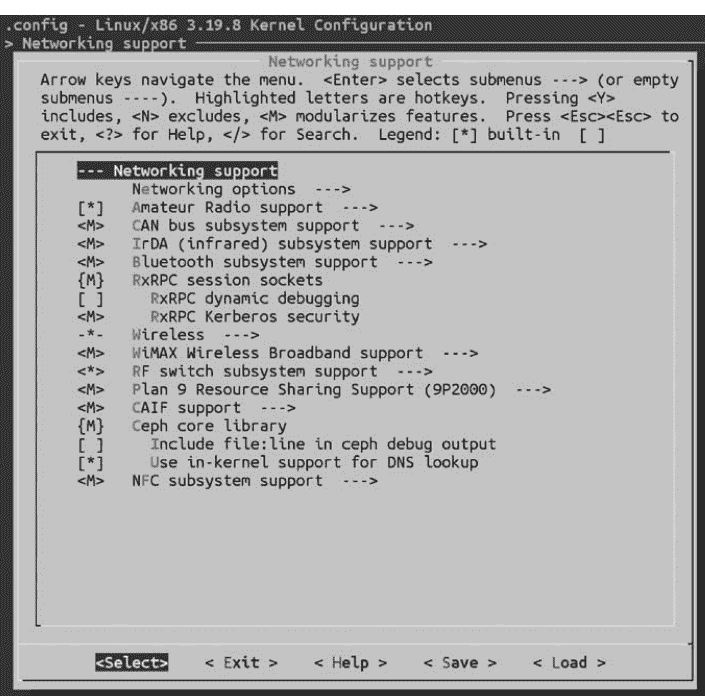 .config - Linux/x86 3.19.8 Kernel Configuration
> Networking support
Networking support
Arrow keys navigate the menu.  <Enter> selects submenus ---> (or empty
submenus ----).  Highlighted letters are hotkeys.  Pressing <Y>
includes, <N> excludes, <M> modularizes features.  Press <Esc><Esc> to
exit, <?> for Help, </> for Search.  Legend: [*] built-in  [ ]
--- Networking support
Networking options  --->
[*]   Amateur Radio support  --->
<M>   CAN bus subsystem support  --->
<M>   IrDA (infrared) subsystem support  --->
<M>   Bluetooth subsystem support  --->
{M}   RxRPC session sockets
[ ]     RxRPC dynamic debugging
<M>     RxRPC Kerberos security
-*-   Wireless  --->
<M>   WiMAX Wireless Broadband support  --->
<*>   RF switch subsystem support  --->
<M>   Plan 9 Resource Sharing Support (9P2000)  --->
<M>   CAIF support  --->
{M}   Ceph core library
[ ]     Include file:line in ceph debug output
[*]     Use in-kernel support for DNS lookup
<M>   NFC subsystem support  --->
<Select>    < Exit >    < Help >    < Save >    < Load >